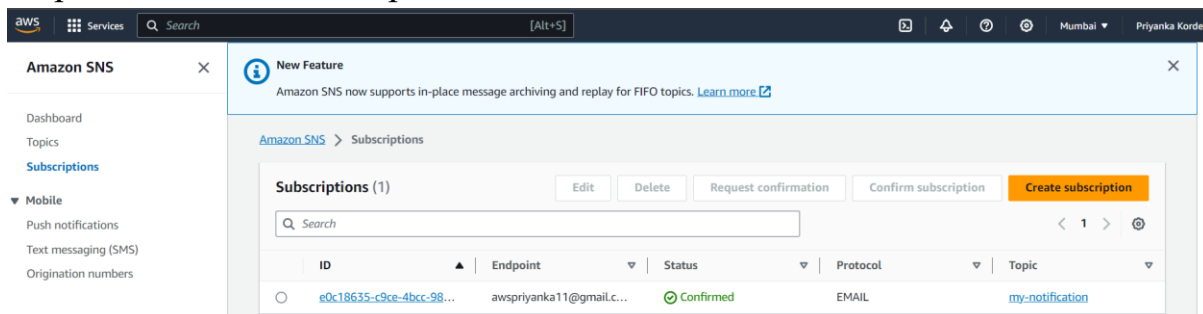 aws Services Search [Alt+S] Mumbai Priyanka Korde
Amazon SNS
Dashboard
Topics
Subscriptions
Mobile
Push notifications
Text messaging (SMS)
Origination numbers
New Feature
Amazon SNS now supports in-place message archiving and replay for FIFO topics. Learn more
Amazon SNS > Subscriptions
Subscriptions (1) Edit Delete Request confirmation Confirm subscription Create subscription
Search < 1 >
ID Endpoint Status Protocol Topic
e0c18635-c9ce-4bcc-98... awspriyanka11@gmail.c... Confirmed EMAIL my-notification